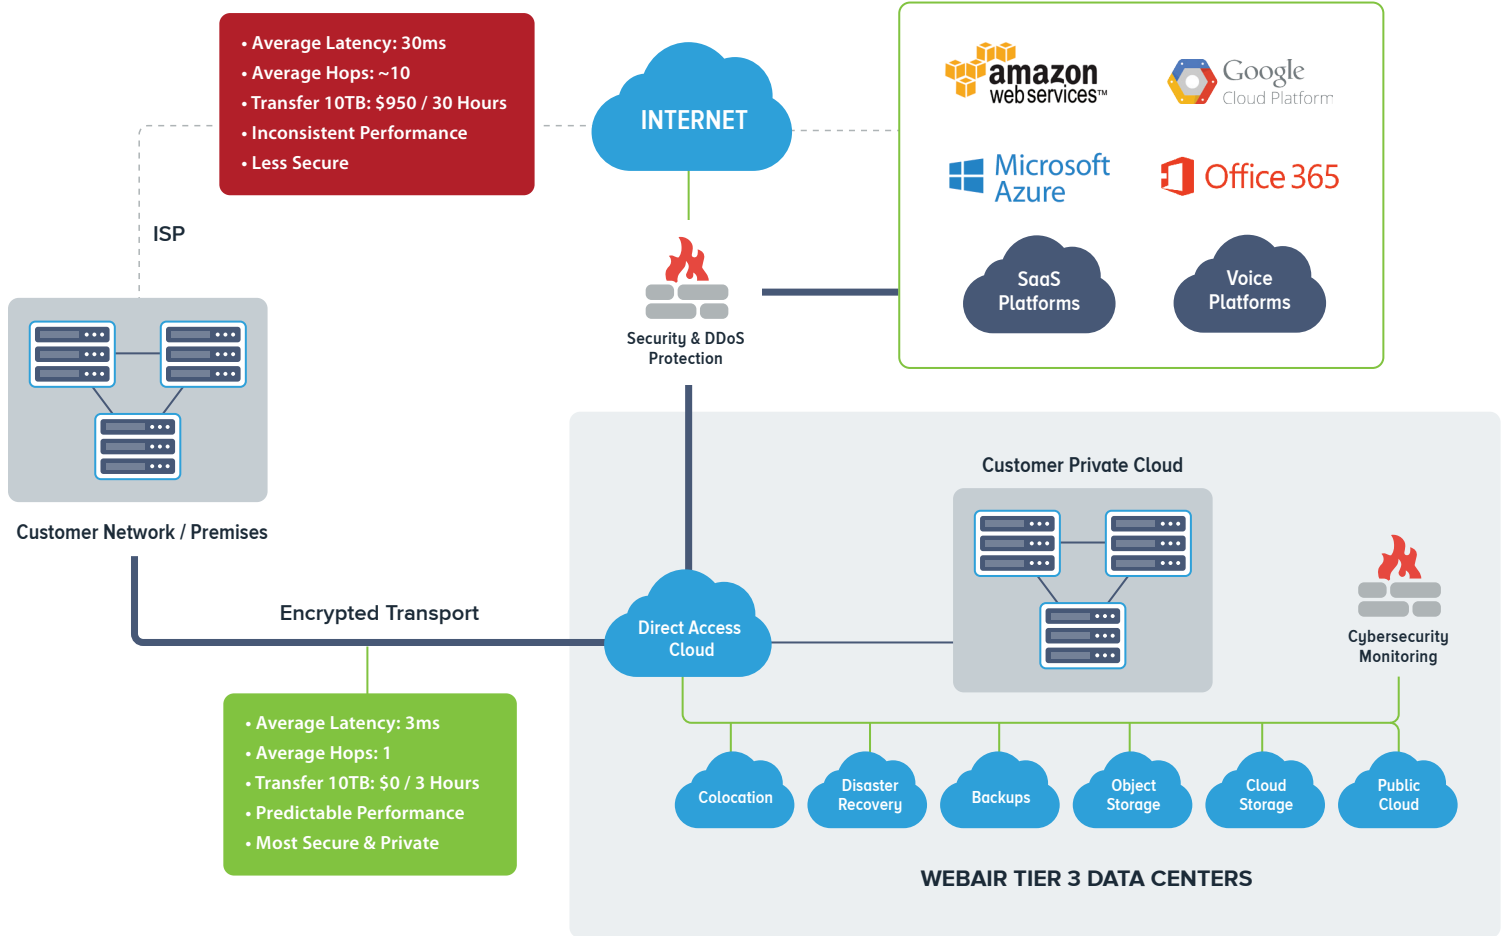 • Average Latency: 30ms
• Average Hops: ~10
• Transfer 10TB: $950 / 30 Hours
• Inconsistent Performance
• Less Secure
INTERNET
amazon
web services™
Google
Cloud Platform
Microsoft
Azure
Office 365
SaaS
Platforms
Voice
Platforms
ISP
Security & DDoS
Protection
Customer Network / Premises
Encrypted Transport
• Average Latency: 3ms
• Average Hops: 1
• Transfer 10TB: $0 / 3 Hours
• Predictable Performance
• Most Secure & Private
Direct Access
Cloud
Customer Private Cloud
Cybersecurity
Monitoring
Colocation
Disaster
Recovery
Backups
Object
Storage
Cloud
Storage
Public
Cloud
WEBAIR TIER 3 DATA CENTERS